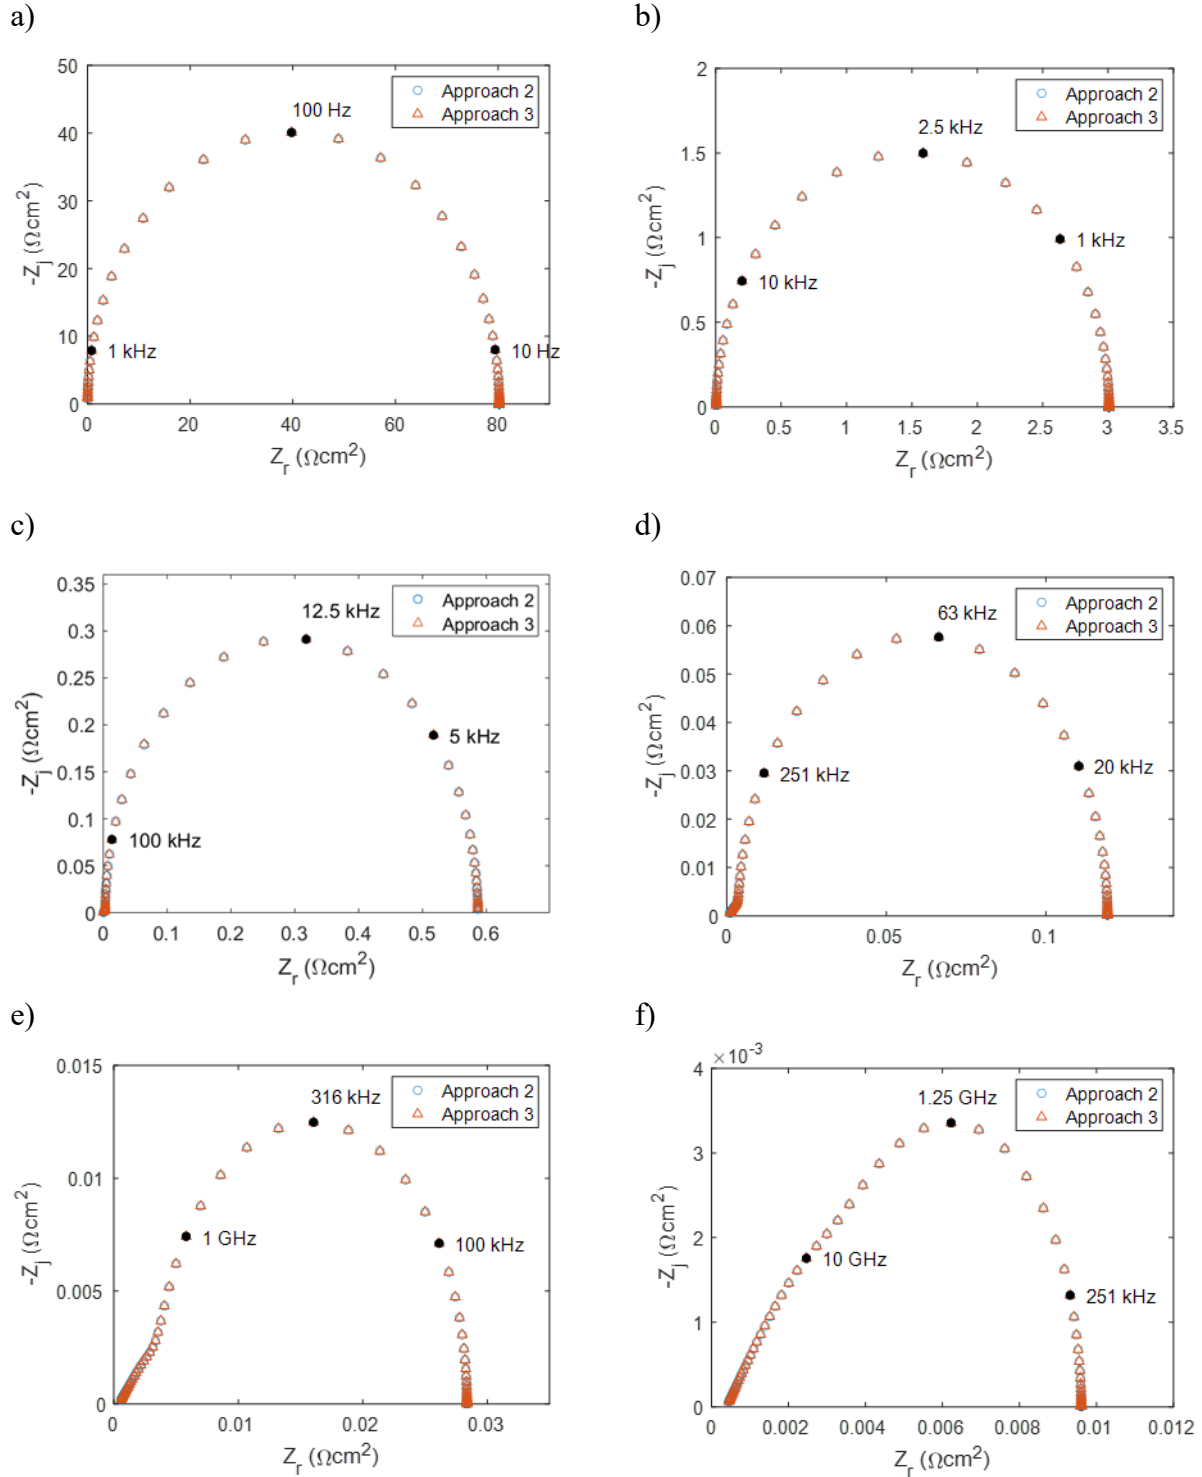 a)
50
40
30
20
10
0
0 20 40 60 80
-Zj (Ωcm²)
Zr (Ωcm²)
100 Hz
1 kHz
10 Hz
Approach 2
Approach 3
b)
2
1.5
1
0.5
0
0 0.5 1 1.5 2 2.5 3 3.5
-Zj (Ωcm²)
Zr (Ωcm²)
2.5 kHz
1 kHz
10 kHz
Approach 2
Approach 3
c)
0.35
0.3
0.25
0.2
0.15
0.1
0.05
0
0 0.1 0.2 0.3 0.4 0.5 0.6
-Zj (Ωcm²)
Zr (Ωcm²)
12.5 kHz
5 kHz
100 kHz
Approach 2
Approach 3
d)
0.07
0.06
0.05
0.04
0.03
0.02
0.01
0
0 0.05 0.1
-Zj (Ωcm²)
Zr (Ωcm²)
63 kHz
251 kHz
20 kHz
Approach 2
Approach 3
e)
0.015
0.01
0.005
0
0 0.01 0.02 0.03
-Zj (Ωcm²)
Zr (Ωcm²)
316 kHz
1 GHz
100 kHz
Approach 2
Approach 3
f)
×10⁻³
4
3
2
1
0
0 0.002 0.004 0.006 0.008 0.01 0.012
-Zj (Ωcm²)
Zr (Ωcm²)
1.25 GHz
10 GHz
251 kHz
Approach 2
Approach 3